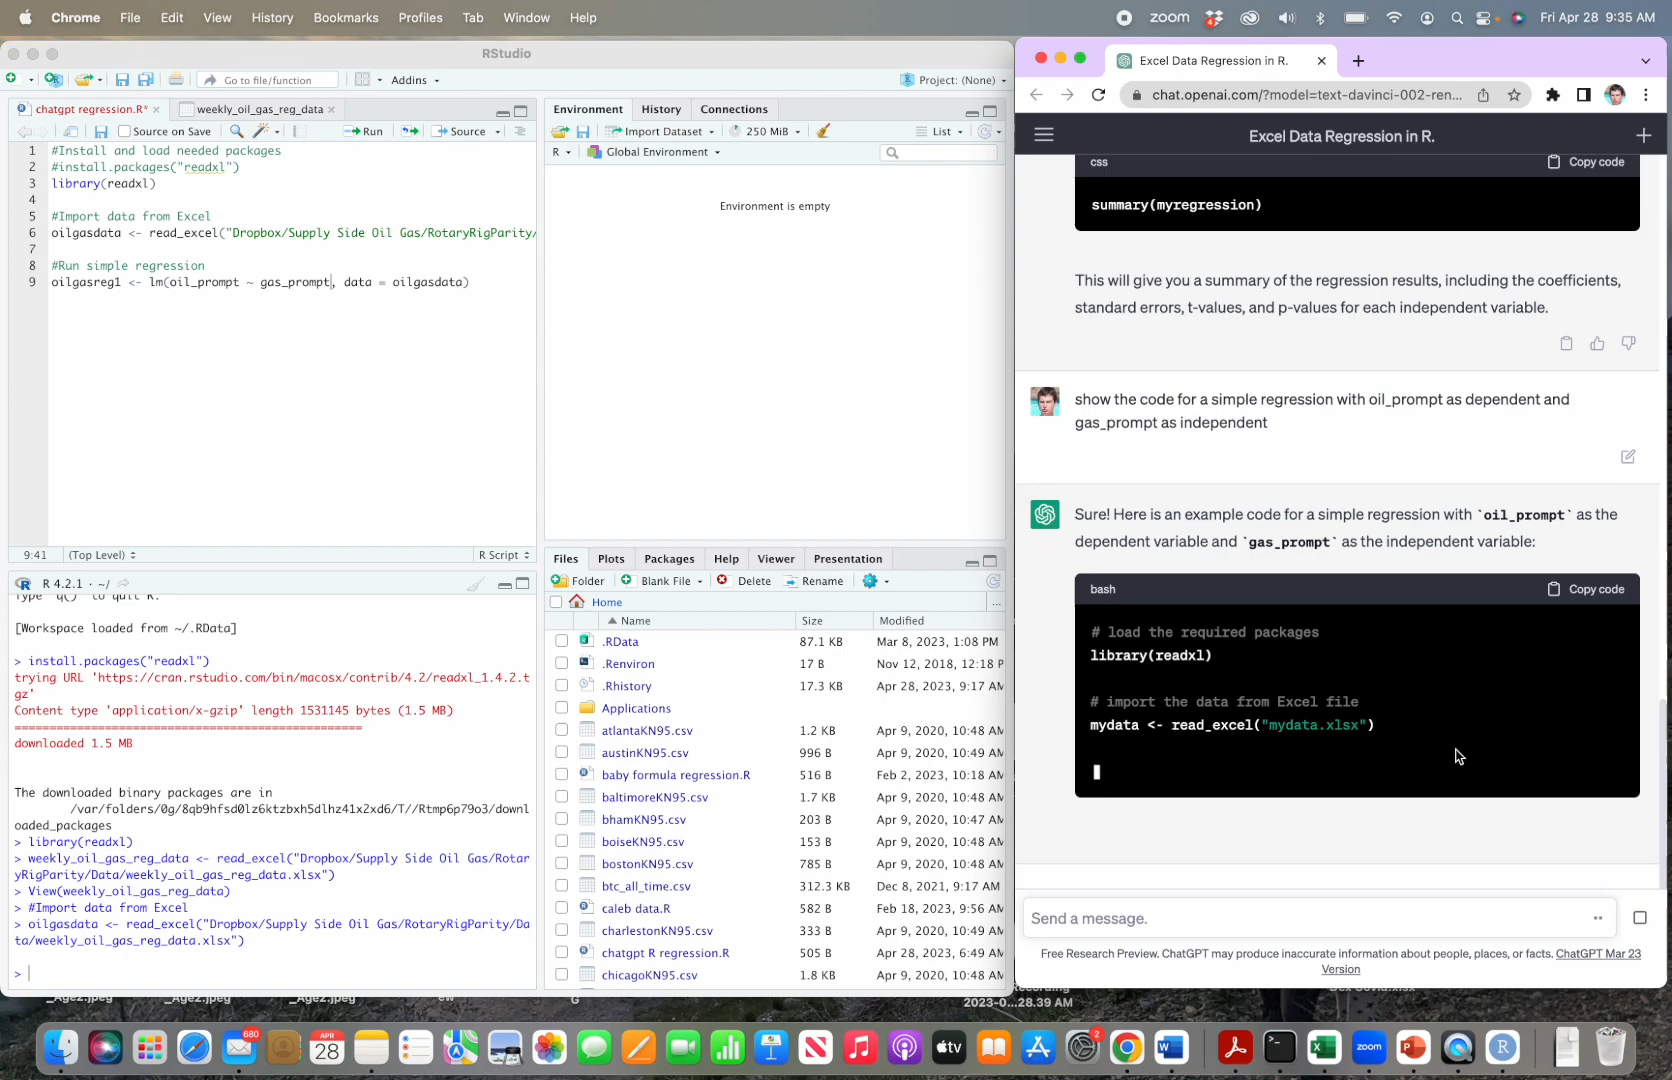 Chrome File Edit View History Bookmarks Profiles Tab Window Help
zoom
4
Fri Apr 28 9:35 AM
RStudio
Go to file/function
Addins
Project: (None)
chatgpt regression.R*
weekly_oil_gas_reg_data
Source on Save
Run
Source
1 #Install and load needed packages
2 #install.packages("readxl")
3 library(readxl)
4
5 #Import data from Excel
6 oilgasdata <- read_excel("Dropbox/Supply Side Oil Gas/RotaryRigParity/
7
8 #Run simple regression
9 oilgasreg1 <- lm(oil_prompt ~ gas_prompt, data = oilgasdata)
9:41 (Top Level) R Script
R 4.2.1 · ~/
Type 'q()' to quit R.
[Workspace loaded from ~/.RData]
> install.packages("readxl")
trying URL 'https://cran.rstudio.com/bin/macosx/contrib/4.2/readxl_1.4.2.t
gz'
Content type 'application/x-gzip' length 1531145 bytes (1.5 MB)
==================================================
downloaded 1.5 MB
The downloaded binary packages are in
/var/folders/0g/8qb9hfsd0lz6ktzbxh5dlhz41x2xd6/T//Rtmp6p79o3/downl
oaded_packages
> library(readxl)
> weekly_oil_gas_reg_data <- read_excel("Dropbox/Supply Side Oil Gas/Rotar
yRigParity/Data/weekly_oil_gas_reg_data.xlsx")
> View(weekly_oil_gas_reg_data)
> #Import data from Excel
> oilgasdata <- read_excel("Dropbox/Supply Side Oil Gas/RotaryRigParity/Da
ta/weekly_oil_gas_reg_data.xlsx")
>
Environment History Connections
Import Dataset 250 MiB List
R Global Environment
Environment is empty
Files Plots Packages Help Viewer Presentation
Folder Blank File Delete Rename
Home ...
Name Size Modified
.RData 87.1 KB Mar 8, 2023, 1:08 PM
.Renviron 17 B Nov 12, 2018, 12:18 P
.Rhistory 17.3 KB Apr 28, 2023, 9:17 AM
Applications
atlantaKN95.csv 1.2 KB Apr 9, 2020, 10:48 AM
austinKN95.csv 996 B Apr 9, 2020, 10:49 AM
baby formula regression.R 516 B Feb 2, 2023, 10:18 AM
baltimoreKN95.csv 1.7 KB Apr 9, 2020, 10:48 AM
bhamKN95.csv 203 B Apr 9, 2020, 10:47 AM
boiseKN95.csv 153 B Apr 9, 2020, 10:48 AM
bostonKN95.csv 785 B Apr 9, 2020, 10:48 AM
btc_all_time.csv 312.3 KB Dec 8, 2021, 9:17 AM
caleb data.R 582 B Feb 18, 2023, 9:56 AM
charlestonKN95.csv 333 B Apr 9, 2020, 10:49 AM
chatgpt R regression.R 505 B Apr 28, 2023, 6:49 AM
chicagoKN95.csv 1.8 KB Apr 9, 2020, 10:48 AM
Excel Data Regression in R.
chat.openai.com/?model=text-davinci-002-ren...
Excel Data Regression in R.
css Copy code
summary(myregression)
This will give you a summary of the regression results, including the coefficients,
standard errors, t-values, and p-values for each independent variable.
show the code for a simple regression with oil_prompt as dependent and
gas_prompt as independent
Sure! Here is an example code for a simple regression with `oil_prompt` as the
dependent variable and `gas_prompt` as the independent variable:
bash Copy code
# load the required packages
library(readxl)
# import the data from Excel file
mydata <- read_excel("mydata.xlsx")
Send a message.
Free Research Preview. ChatGPT may produce inaccurate information about people, places, or facts. ChatGPT Mar 23
Version
_Age2.jpeg _Age2.jpeg _Age2.jpeg ew G
2023-0...28.39 AM
680
APR
28
tv
2
zoom